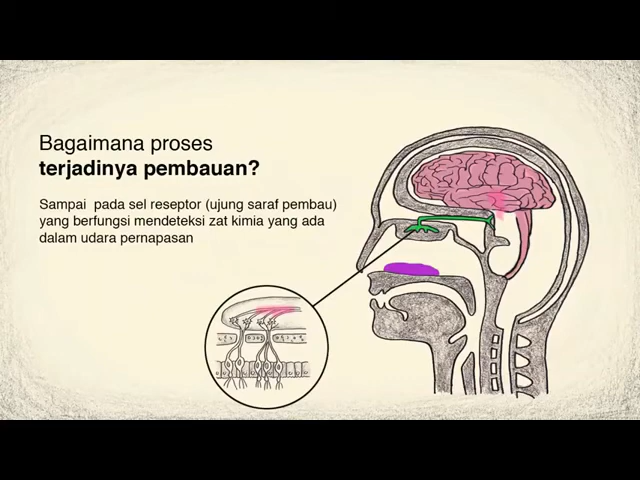 Bagaimana proses
terjadinya pembauan?
Sampai pada sel reseptor (ujung saraf pembau)
yang berfungsi mendeteksi zat kimia yang ada
dalam udara pernapasan